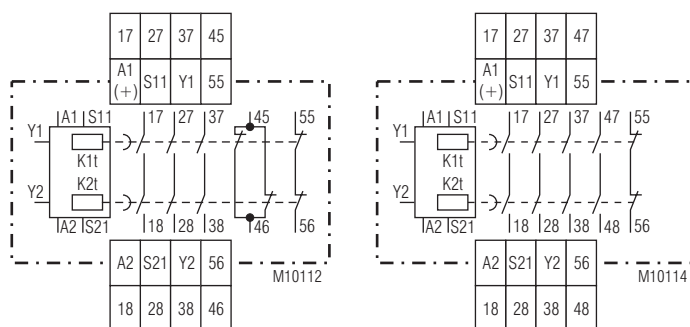 17 27 37 45
A1 (+) S11 Y1 55
A1 S11 17 27 37 45 55
Y1
K1t
Y2 K2t
A2 S21 18 28 38 46 56
A2 S21 Y2 56
M10112
18 28 38 46
17 27 37 47
A1 (+) S11 Y1 55
A1 S11 17 27 37 47 55
Y1
K1t
Y2 K2t
A2 S21 18 28 38 48 56
A2 S21 Y2 56
M10114
18 28 38 48